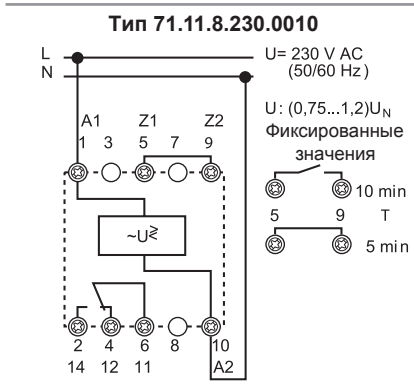 Тип 71.11.8.230.0010
L
N
U= 230 V AC
(50/60 Hz)
U: (0,75...1,2)U_N
Фиксированные
значения
A1 Z1 Z2
1 3 5 7 9
10 min
5 9 T
5 min
~U≷
2 4 6 8 10
14 12 11 A2